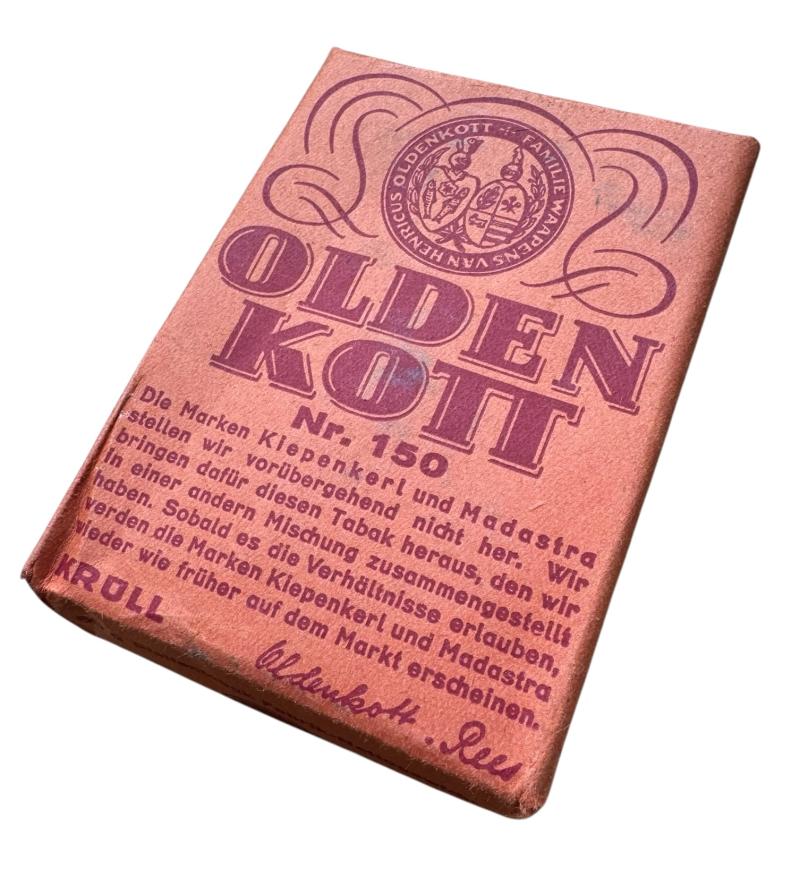 HENRICUS OLDENKOTT FAMILIE WAAPENS VAN
OLDEN
KOTT
Nr. 150
Die Marken Kiepenkerl und Madastra
stellen wir vorübergehend nicht her. Wir
bringen dafür diesen Tabak heraus, den wir
in einer andern Mischung zusammengestellt
haben. Sobald es die Verhältnisse erlauben,
werden die Marken Kiepenkerl und Madastra
wieder wie früher auf dem Markt erscheinen.
KRÜLL
Oldenkott. Rees